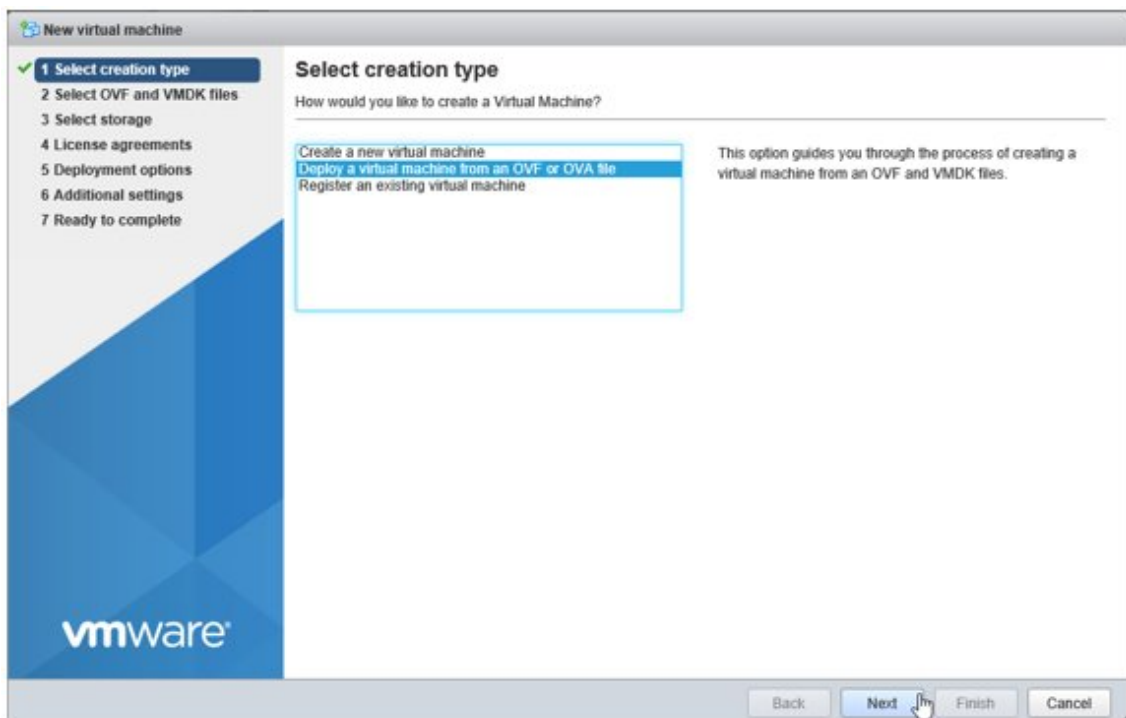 New virtual machine
1 Select creation type
2 Select OVF and VMDK files
3 Select storage
4 License agreements
5 Deployment options
6 Additional settings
7 Ready to complete
vmware®
Select creation type
How would you like to create a Virtual Machine?
Create a new virtual machine
Deploy a virtual machine from an OVF or OVA file
Register an existing virtual machine
This option guides you through the process of creating a
virtual machine from an OVF and VMDK files.
Back Next Finish Cancel